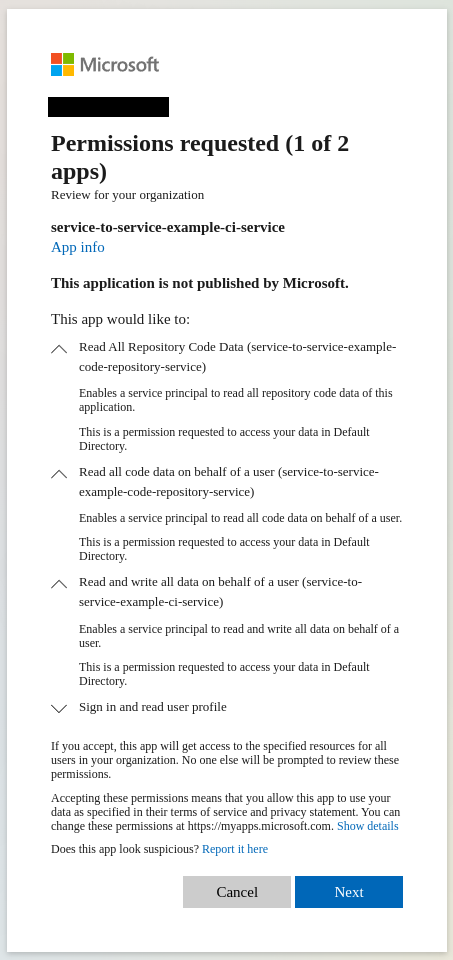 Microsoft
Permissions requested (1 of 2
apps)
Review for your organization
service-to-service-example-ci-service
App info
This application is not published by Microsoft.
This app would like to:
Read All Repository Code Data (service-to-service-example-
code-repository-service)
Enables a service principal to read all repository code data of this
application.
This is a permission requested to access your data in Default
Directory.
Read all code data on behalf of a user (service-to-service-
example-code-repository-service)
Enables a service principal to read all code data on behalf of a user.
This is a permission requested to access your data in Default
Directory.
Read and write all data on behalf of a user (service-to-
service-example-ci-service)
Enables a service principal to read and write all data on behalf of a
user.
This is a permission requested to access your data in Default
Directory.
Sign in and read user profile
If you accept, this app will get access to the specified resources for all
users in your organization. No one else will be prompted to review these
permissions.
Accepting these permissions means that you allow this app to use your
data as specified in their terms of service and privacy statement. You can
change these permissions at https://myapps.microsoft.com. Show details
Does this app look suspicious? Report it here
Cancel
Next